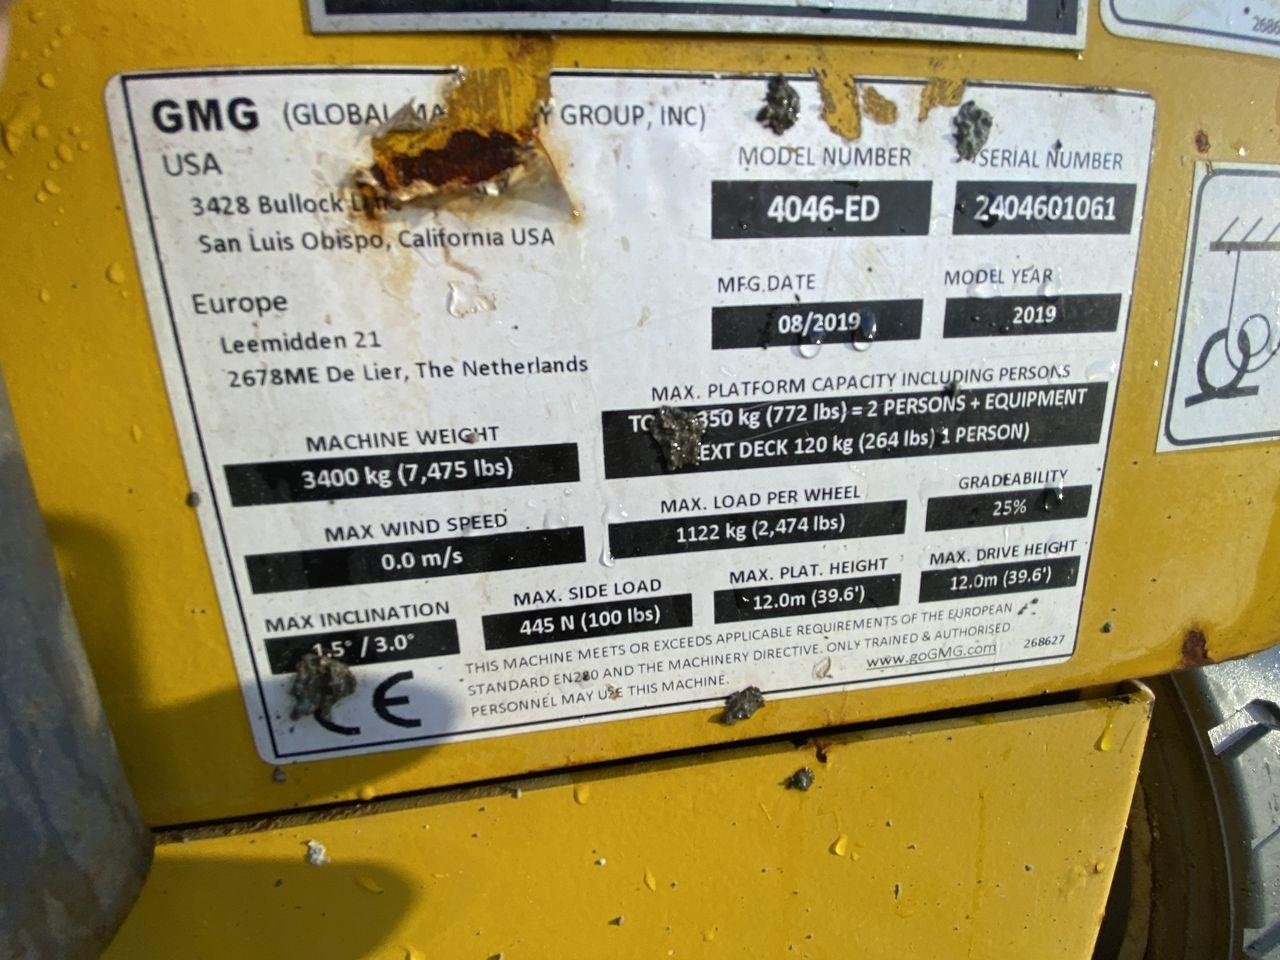 GMG (GLOBAL MA Y GROUP, INC)
USA
3428 Bullock
San Luis Obispo, California USA
Europe
Leemidden 21
2678ME De Lier, The Netherlands
MODEL NUMBER
4046-ED
SERIAL NUMBER
2404601061
MFG.DATE
08/2019
MODEL YEAR
2019
MAX. PLATFORM CAPACITY INCLUDING PERSONS
350 kg (772 lbs) = 2 PERSONS + EQUIPMENT
EXT DECK 120 kg (264 lbs) 1 PERSON)
MACHINE WEIGHT
3400 kg (7,475 lbs)
MAX. LOAD PER WHEEL
1122 kg (2,474 lbs)
GRADEABILITY
25%
MAX WIND SPEED
0.0 m/s
MAX INCLINATION
1.5° / 3.0°
MAX. SIDE LOAD
445 N (100 lbs)
MAX. PLAT. HEIGHT
12.0m (39.6')
MAX. DRIVE HEIGHT
12.0m (39.6')
THIS MACHINE MEETS OR EXCEEDS APPLICABLE REQUIREMENTS OF THE EUROPEAN
STANDARD EN280 AND THE MACHINERY DIRECTIVE. ONLY TRAINED & AUTHORISED
PERSONNEL MAY USE THIS MACHINE.
www.goGMG.com
268627
CE